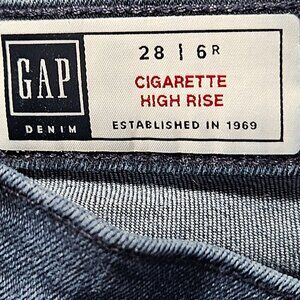 GAP
DENIM
28 | 6R
CIGARETTE
HIGH RISE
ESTABLISHED IN 1969